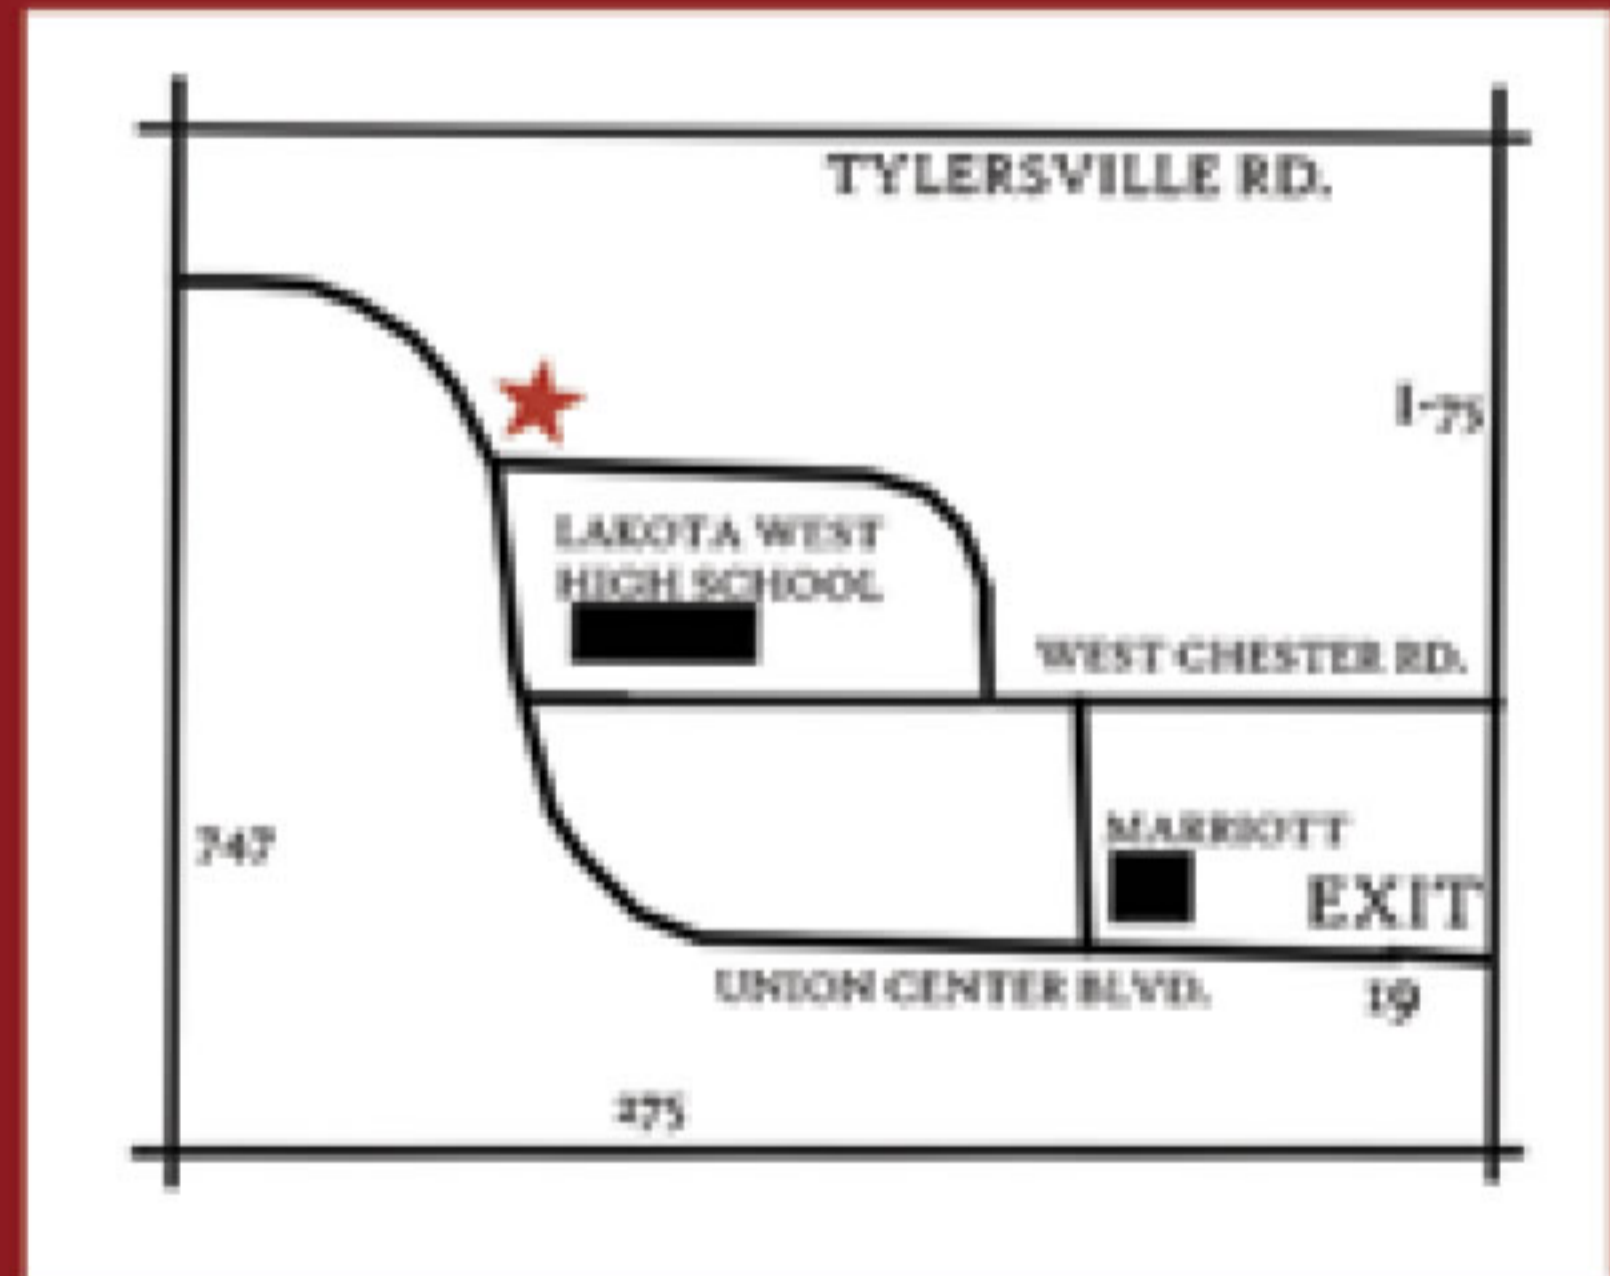 TYLERSVILLE RD.
I-75
LAKOTA WEST
HIGH SCHOOL
WEST CHESTER RD.
747
MARRIOTT
EXIT
UNION CENTER BLVD.
19
275